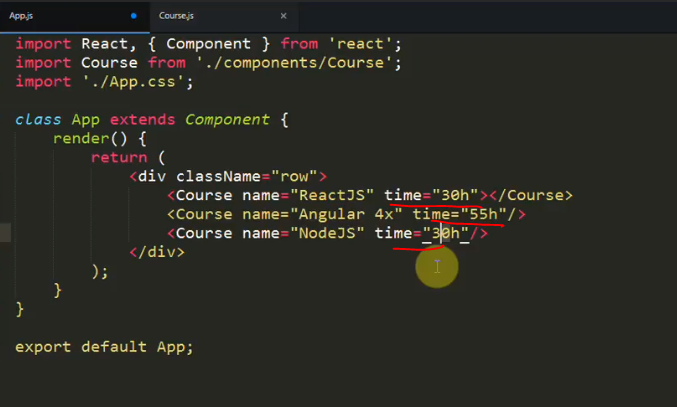 App.js
Course.js
import React, { Component } from 'react';
import Course from './components/Course';
import './App.css';
class App extends Component {
render() {
return (
<div className="row">
<Course name="ReactJS" time="30h"></Course>
<Course name="Angular 4x" time="55h"/>
<Course name="NodeJS" time="30h"/>
</div>
);
}
}
export default App;